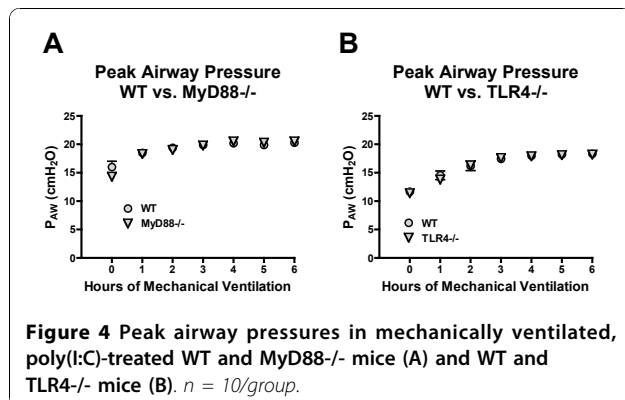 A
Peak Airway Pressure
WT vs. MyD88-/-
25
20
15
10
5
0
P_AW (cmH2O)
WT
MyD88-/-
0 1 2 3 4 5 6
Hours of Mechanical Ventilation
B
Peak Airway Pressure
WT vs. TLR4-/-
25
20
15
10
5
0
P_AW (cmH2O)
WT
TLR4-/-
0 1 2 3 4 5 6
Hours of Mechanical Ventilation
Figure 4 Peak airway pressures in mechanically ventilated,
poly(I:C)-treated WT and MyD88-/- mice (A) and WT and
TLR4-/- mice (B). n = 10/group.